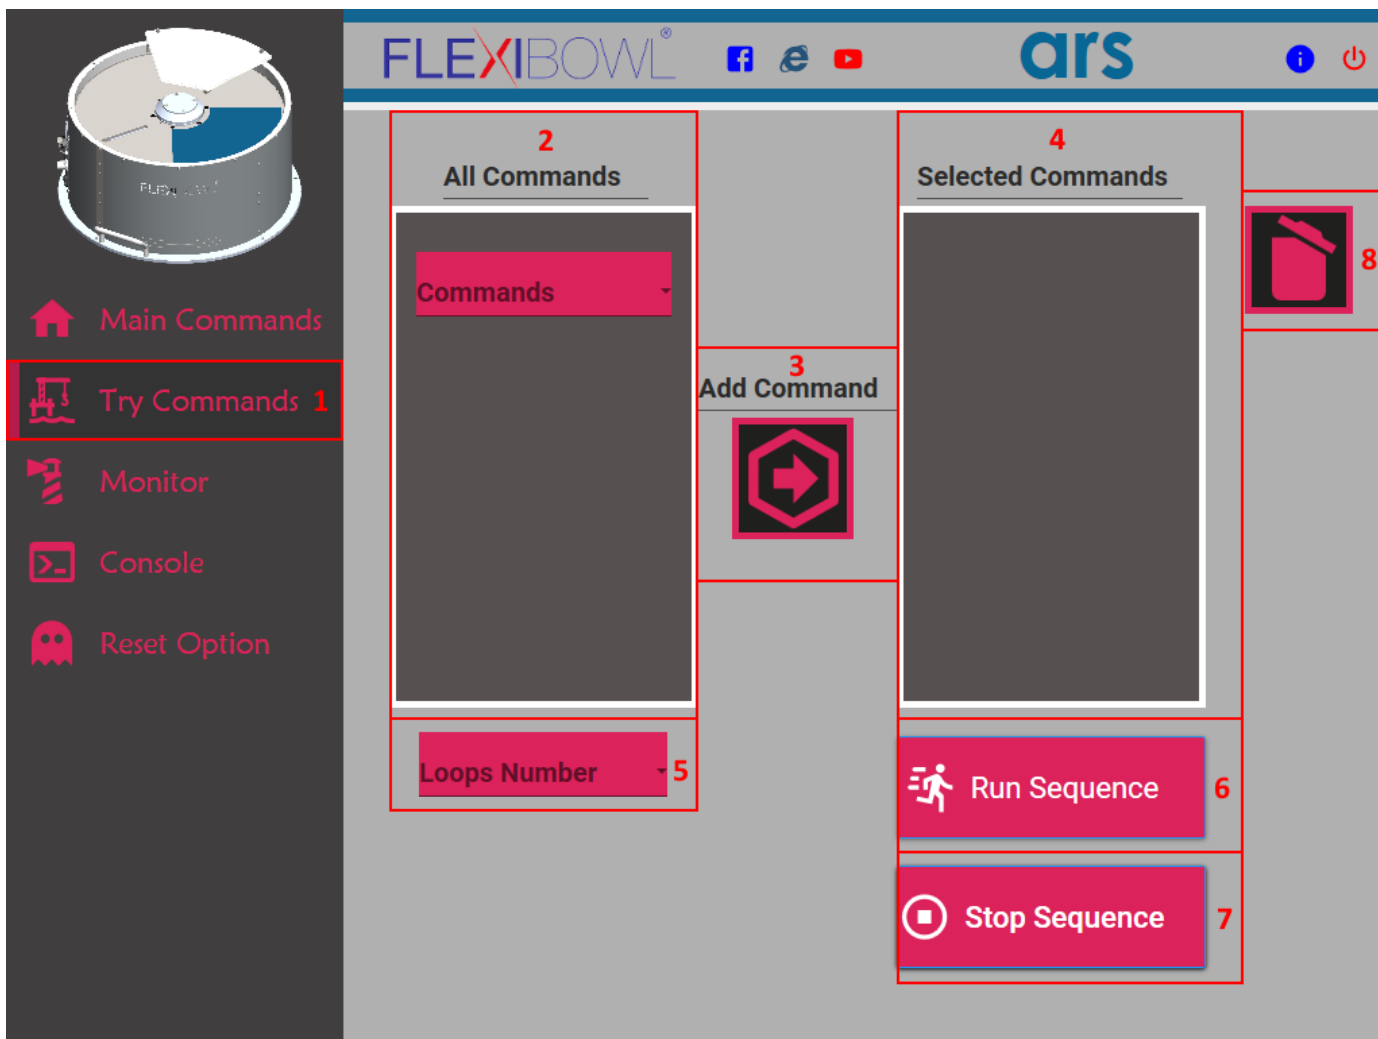 FLEXIBOWL®
ars
Main Commands
Try Commands 1
Monitor
Console
Reset Option
2
All Commands
Commands
3
Add Command
4
Selected Commands
8
Loops Number 5
Run Sequence 6
Stop Sequence 7